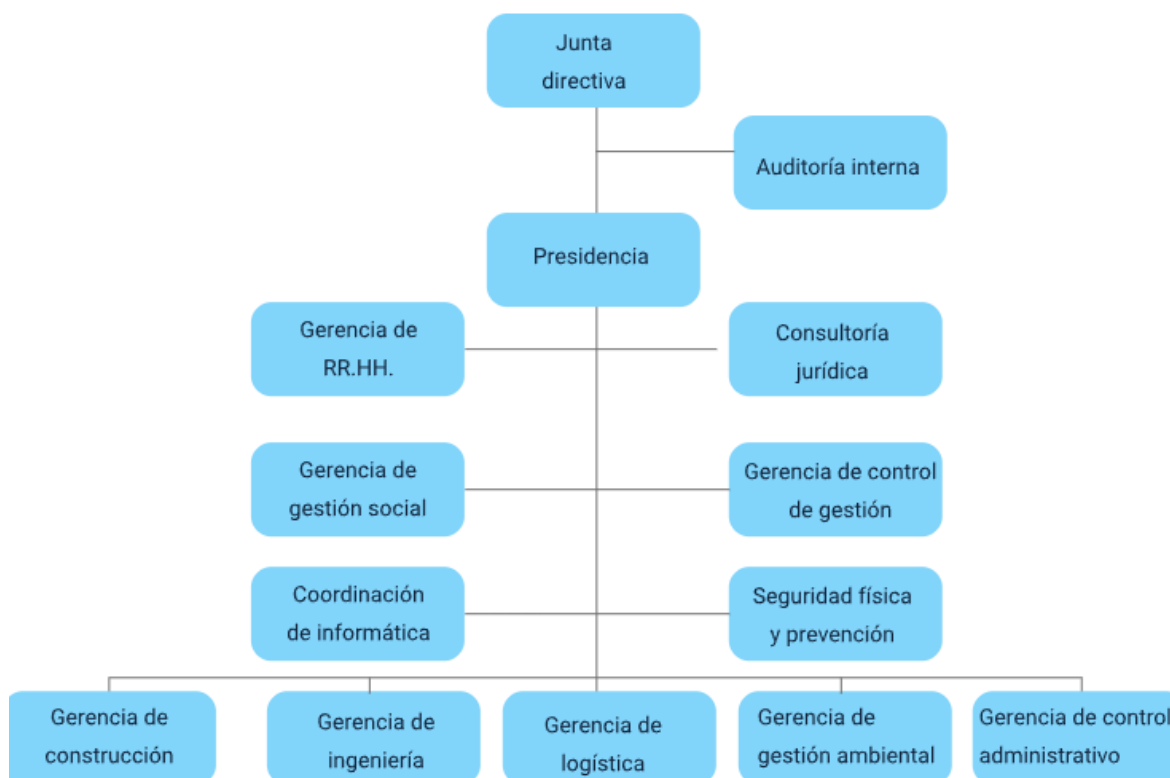 Junta
directiva
Auditoría interna
Presidencia
Gerencia de
RR.HH.
Consultoría
jurídica
Gerencia de
gestión social
Gerencia de control
de gestión
Coordinación
de informática
Seguridad física
y prevención
Gerencia de
construcción
Gerencia de
ingeniería
Gerencia de
logística
Gerencia de
gestión ambiental
Gerencia de control
administrativo